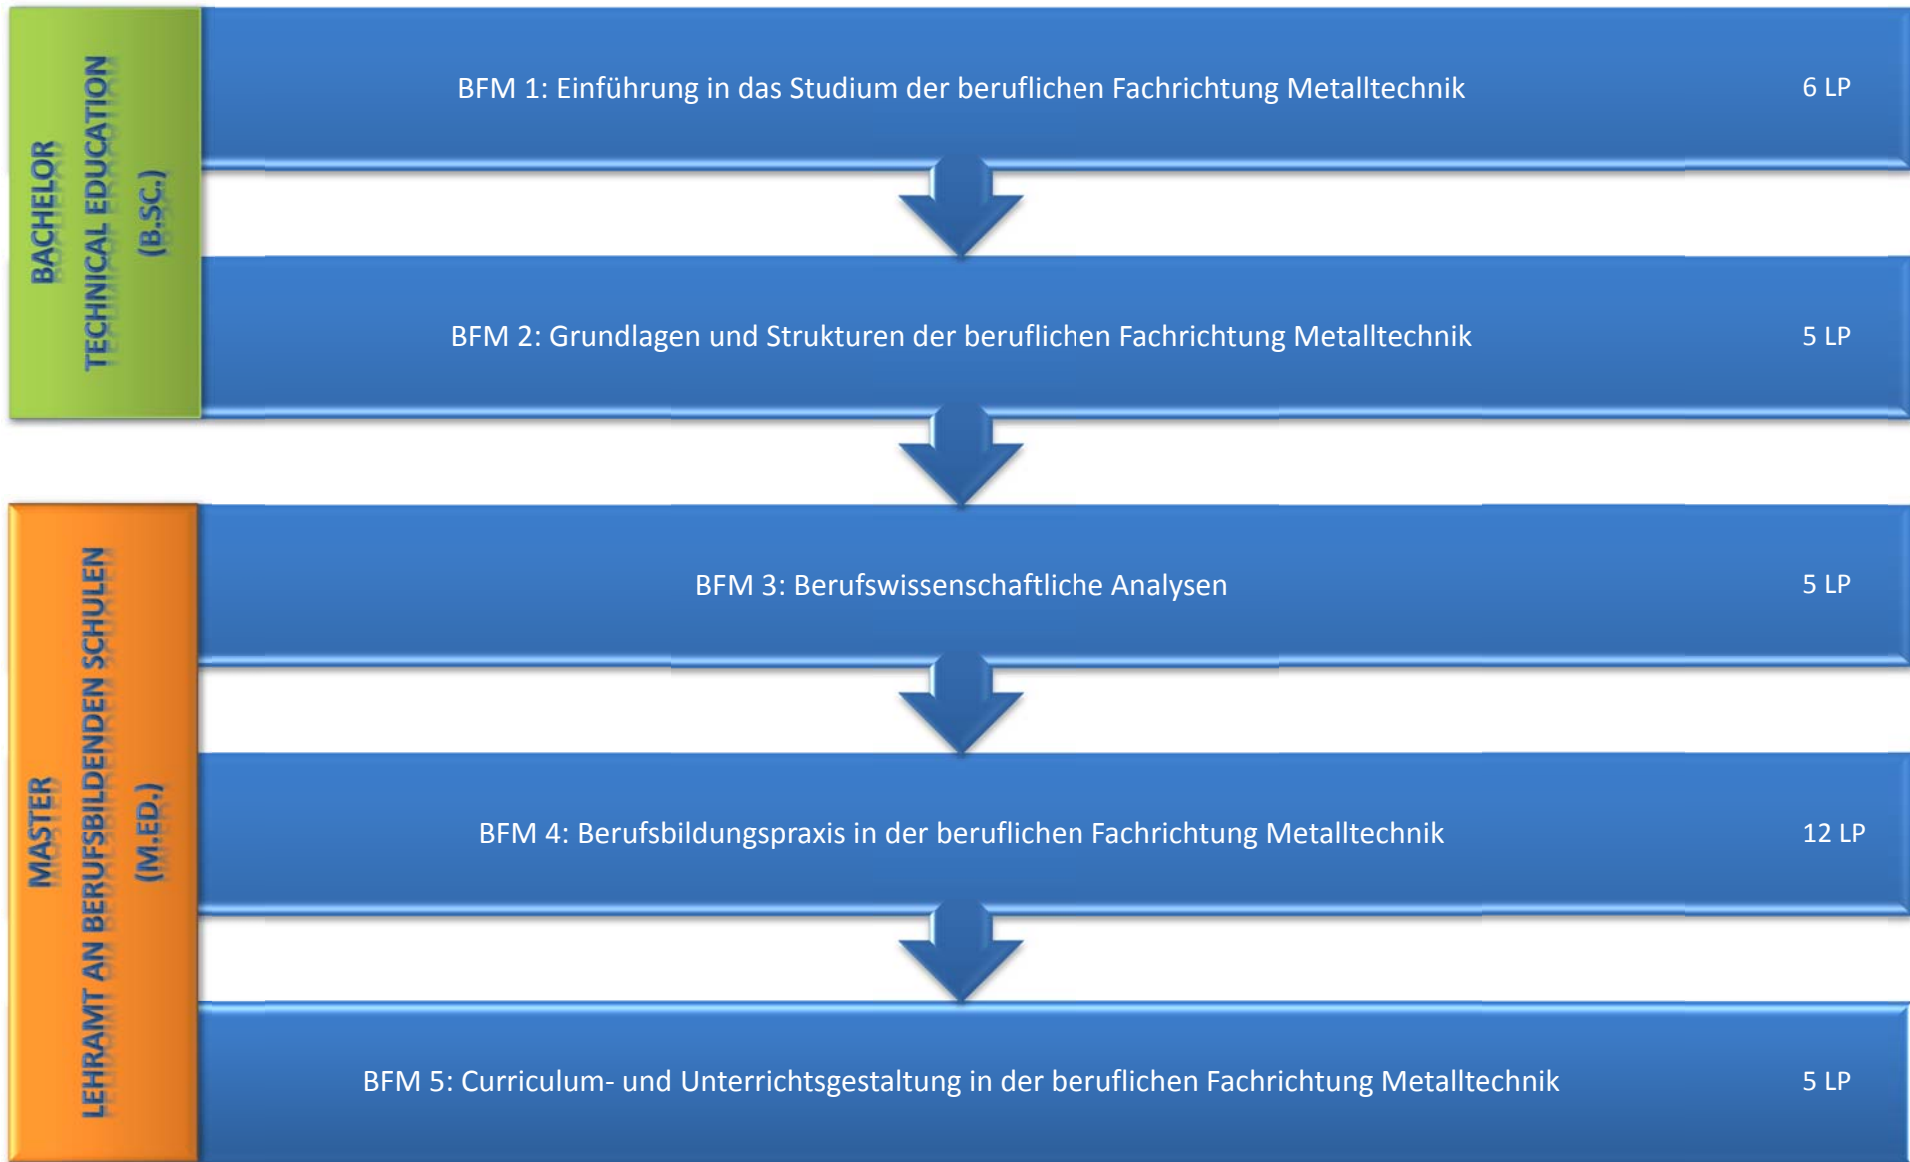 BACHELOR
TECHNICAL EDUCATION
(B.SC.)
BFM 1: Einführung in das Studium der beruflichen Fachrichtung Metalltechnik 6 LP
BFM 2: Grundlagen und Strukturen der beruflichen Fachrichtung Metalltechnik 5 LP
MASTER
LEHRAMT AN BERUFSBILDENDEN SCHULEN
(M.ED.)
BFM 3: Berufswissenschaftliche Analysen 5 LP
BFM 4: Berufsbildungspraxis in der beruflichen Fachrichtung Metalltechnik 12 LP
BFM 5: Curriculum- und Unterrichtsgestaltung in der beruflichen Fachrichtung Metalltechnik 5 LP